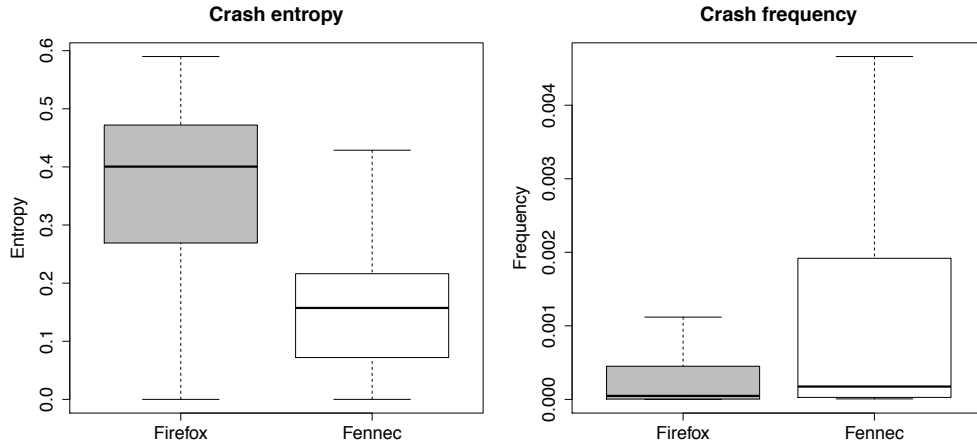 Crash entropy
Entropy
0.6
0.5
0.4
0.3
0.2
0.1
0.0
Firefox
Fennec
Crash frequency
Frequency
0.004
0.003
0.002
0.001
0.000
Firefox
Fennec